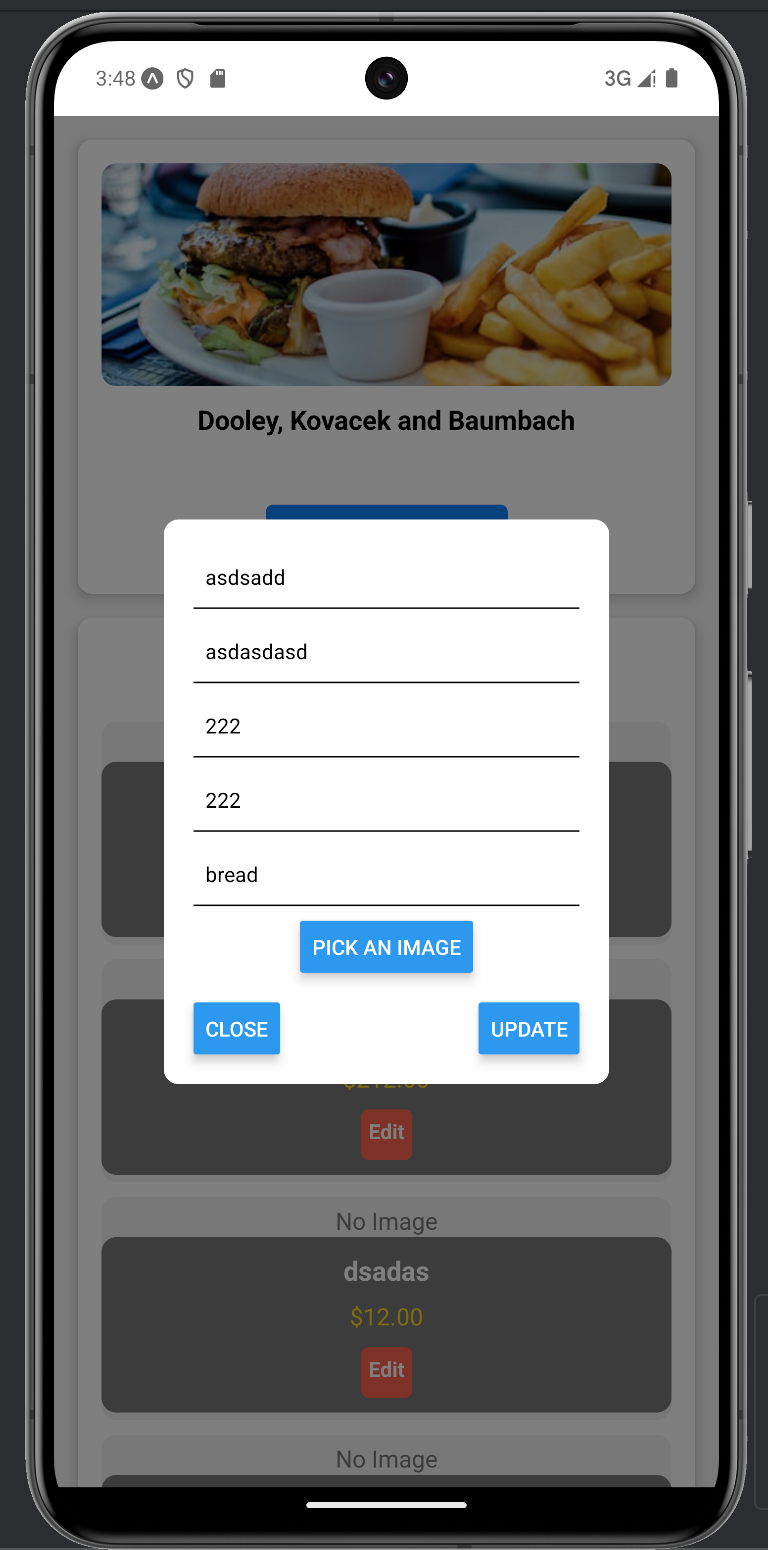 3:48
3G
Dooley, Kovacek and Baumbach
asdsadd
asdasdasd
222
222
bread
PICK AN IMAGE
CLOSE
UPDATE
Edit
No Image
dsadas
$12.00
Edit
No Image